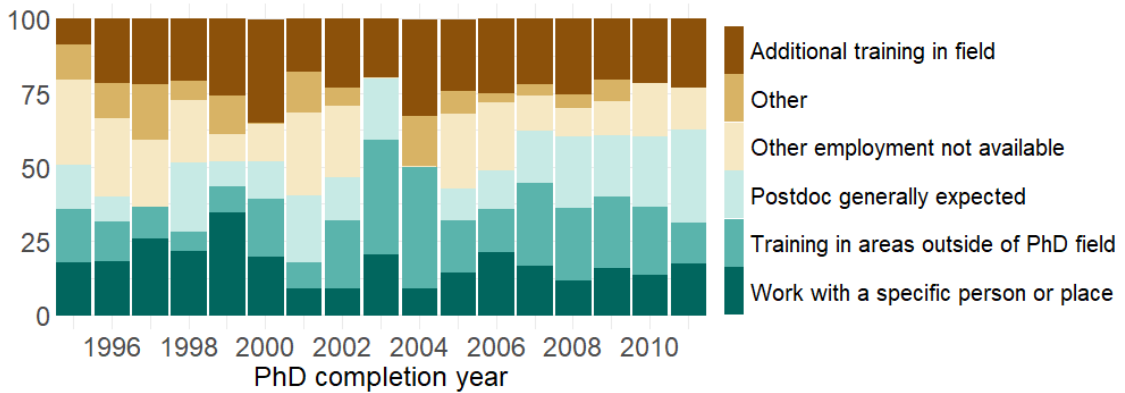 100
75
50
25
0
1996 1998 2000 2002 2004 2006 2008 2010
PhD completion year
Additional training in field
Other
Other employment not available
Postdoc generally expected
Training in areas outside of PhD field
Work with a specific person or place